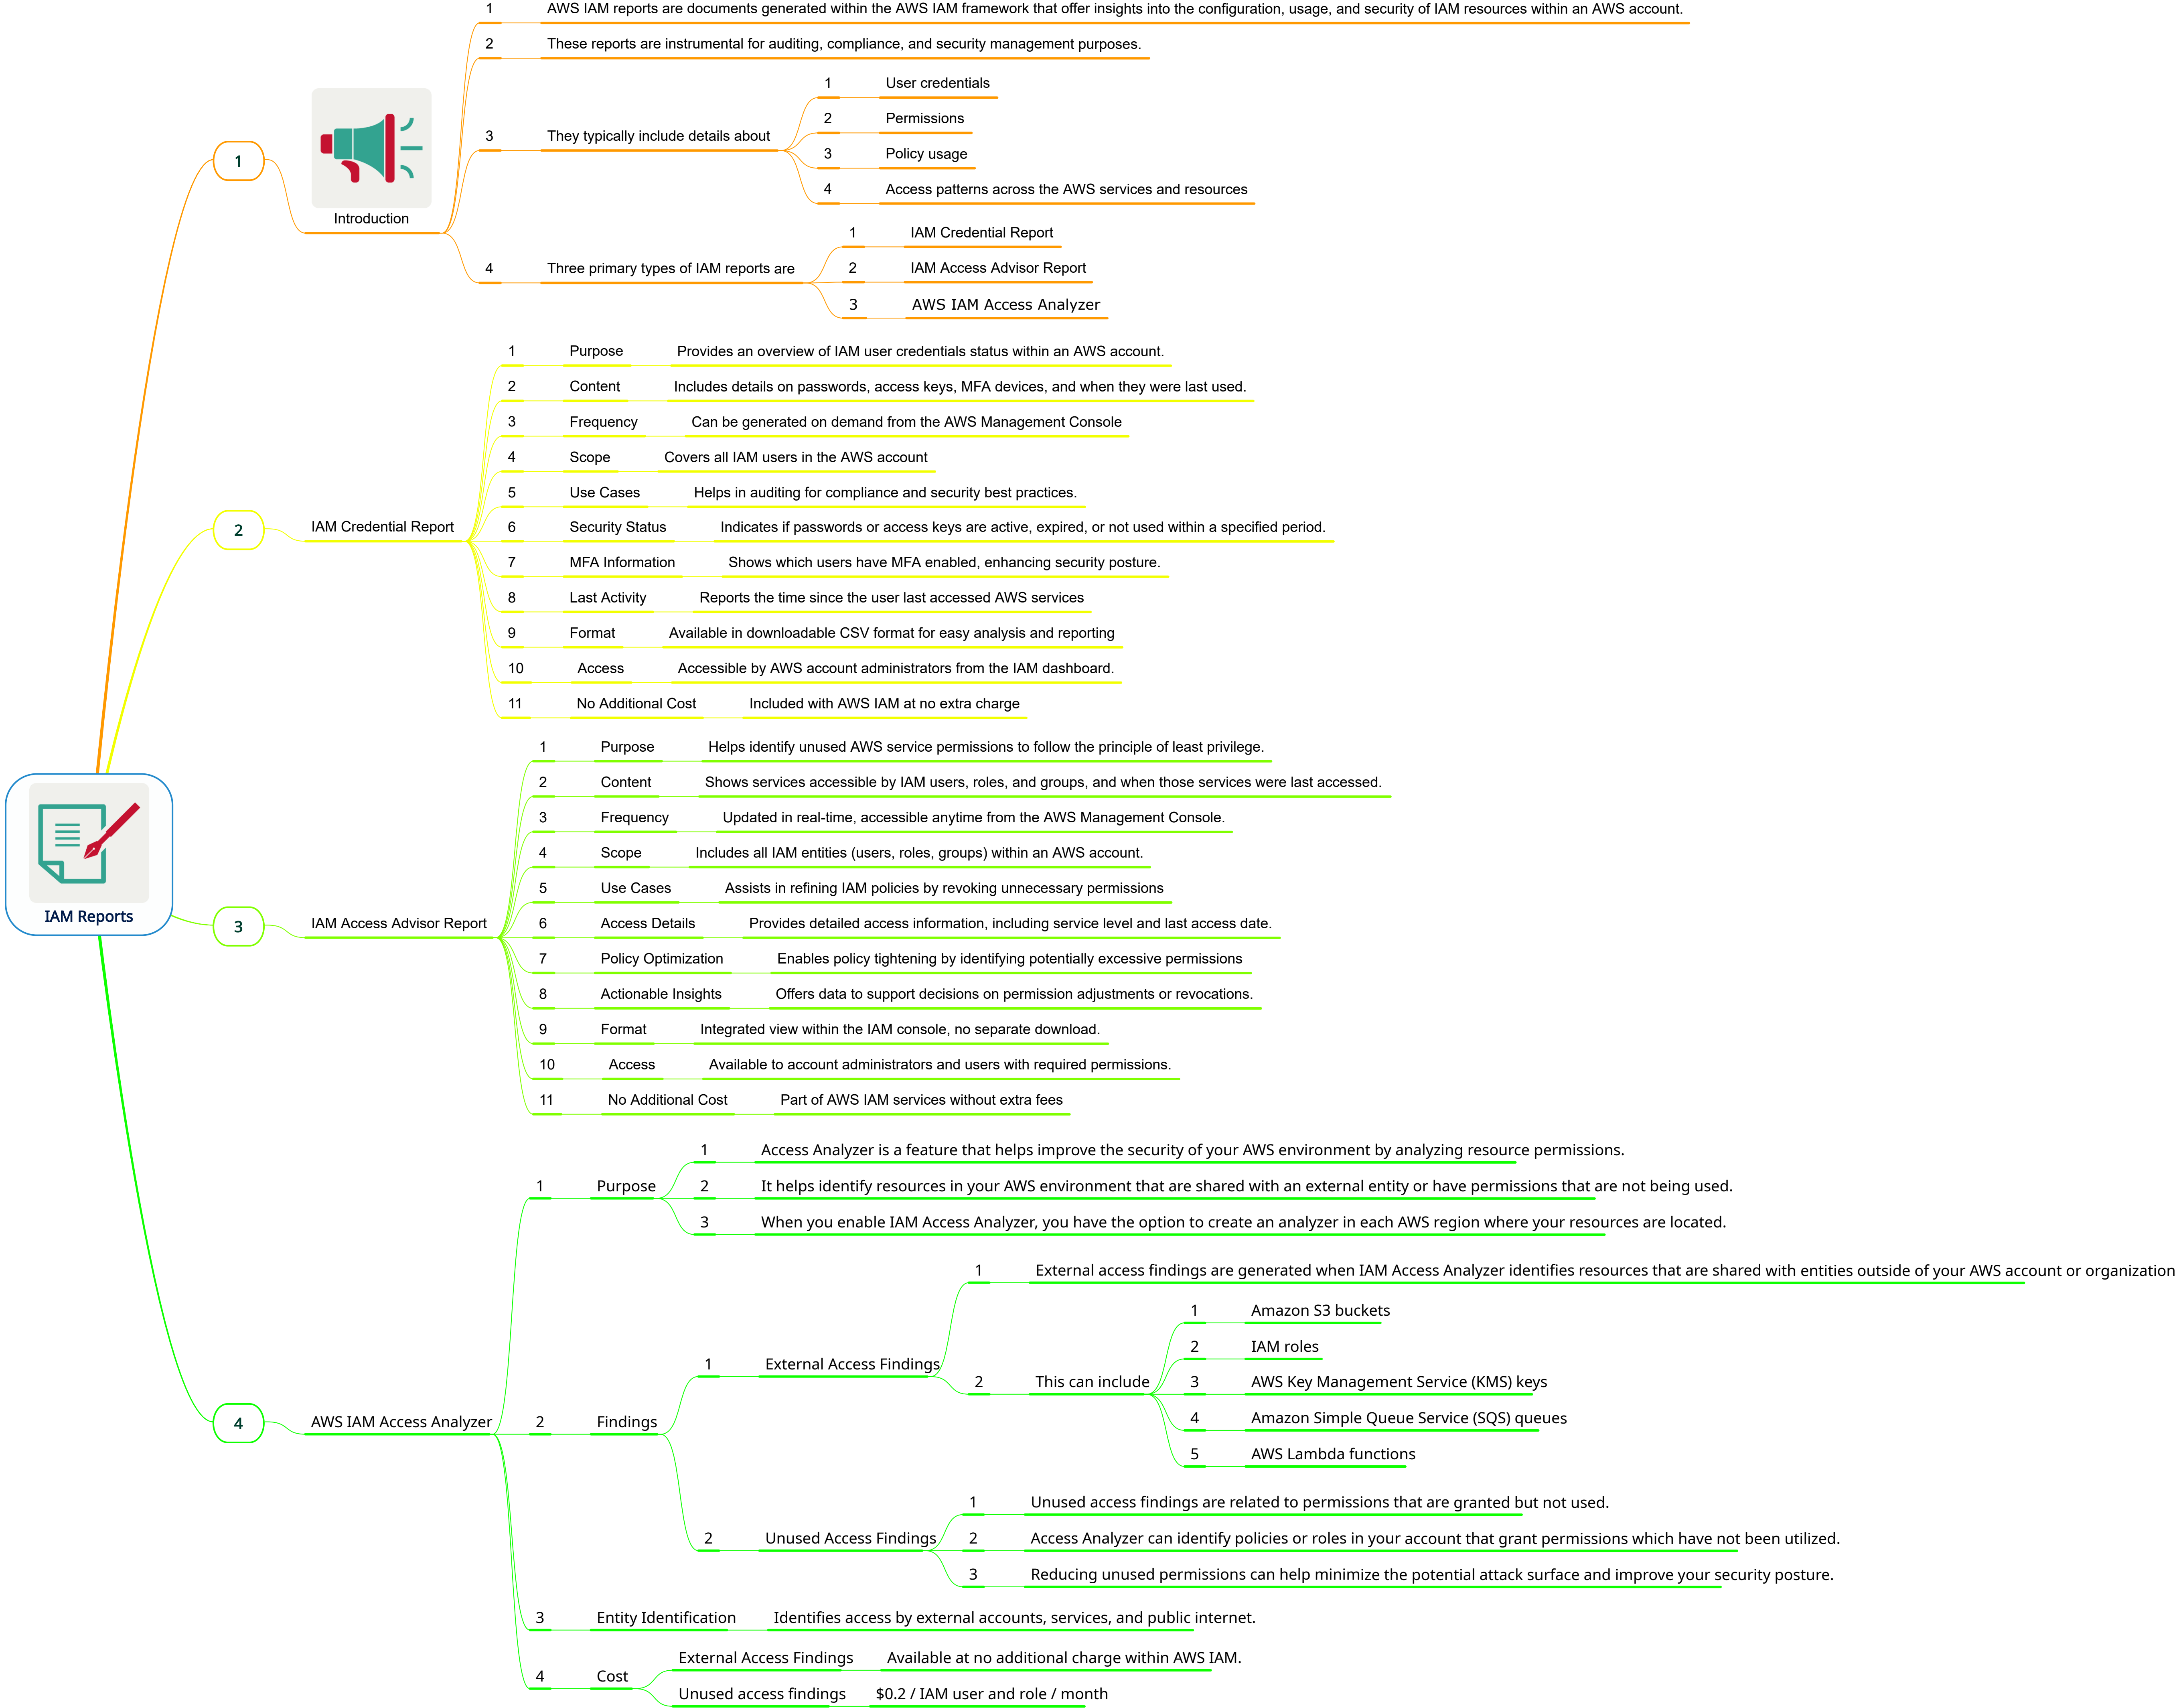 IAM Reports
1
Introduction
1 AWS IAM reports are documents generated within the AWS IAM framework that offer insights into the configuration, usage, and security of IAM resources within an AWS account.
2 These reports are instrumental for auditing, compliance, and security management purposes.
3 They typically include details about
1 User credentials
2 Permissions
3 Policy usage
4 Access patterns across the AWS services and resources
4 Three primary types of IAM reports are
1 IAM Credential Report
2 IAM Access Advisor Report
3 AWS IAM Access Analyzer
2
IAM Credential Report
1 Purpose Provides an overview of IAM user credentials status within an AWS account.
2 Content Includes details on passwords, access keys, MFA devices, and when they were last used.
3 Frequency Can be generated on demand from the AWS Management Console
4 Scope Covers all IAM users in the AWS account
5 Use Cases Helps in auditing for compliance and security best practices.
6 Security Status Indicates if passwords or access keys are active, expired, or not used within a specified period.
7 MFA Information Shows which users have MFA enabled, enhancing security posture.
8 Last Activity Reports the time since the user last accessed AWS services
9 Format Available in downloadable CSV format for easy analysis and reporting
10 Access Accessible by AWS account administrators from the IAM dashboard.
11 No Additional Cost Included with AWS IAM at no extra charge
3
IAM Access Advisor Report
1 Purpose Helps identify unused AWS service permissions to follow the principle of least privilege.
2 Content Shows services accessible by IAM users, roles, and groups, and when those services were last accessed.
3 Frequency Updated in real-time, accessible anytime from the AWS Management Console.
4 Scope Includes all IAM entities (users, roles, groups) within an AWS account.
5 Use Cases Assists in refining IAM policies by revoking unnecessary permissions
6 Access Details Provides detailed access information, including service level and last access date.
7 Policy Optimization Enables policy tightening by identifying potentially excessive permissions
8 Actionable Insights Offers data to support decisions on permission adjustments or revocations.
9 Format Integrated view within the IAM console, no separate download.
10 Access Available to account administrators and users with required permissions.
11 No Additional Cost Part of AWS IAM services without extra fees
4
AWS IAM Access Analyzer
1 Purpose
1 Access Analyzer is a feature that helps improve the security of your AWS environment by analyzing resource permissions.
2 It helps identify resources in your AWS environment that are shared with an external entity or have permissions that are not being used.
3 When you enable IAM Access Analyzer, you have the option to create an analyzer in each AWS region where your resources are located.
2 Findings
1 External Access Findings
1 External access findings are generated when IAM Access Analyzer identifies resources that are shared with entities outside of your AWS account or organization
2 This can include
1 Amazon S3 buckets
2 IAM roles
3 AWS Key Management Service (KMS) keys
4 Amazon Simple Queue Service (SQS) queues
5 AWS Lambda functions
2 Unused Access Findings
1 Unused access findings are related to permissions that are granted but not used.
2 Access Analyzer can identify policies or roles in your account that grant permissions which have not been utilized.
3 Reducing unused permissions can help minimize the potential attack surface and improve your security posture.
3 Entity Identification Identifies access by external accounts, services, and public internet.
4 Cost
External Access Findings Available at no additional charge within AWS IAM.
Unused access findings $0.2 / IAM user and role / month